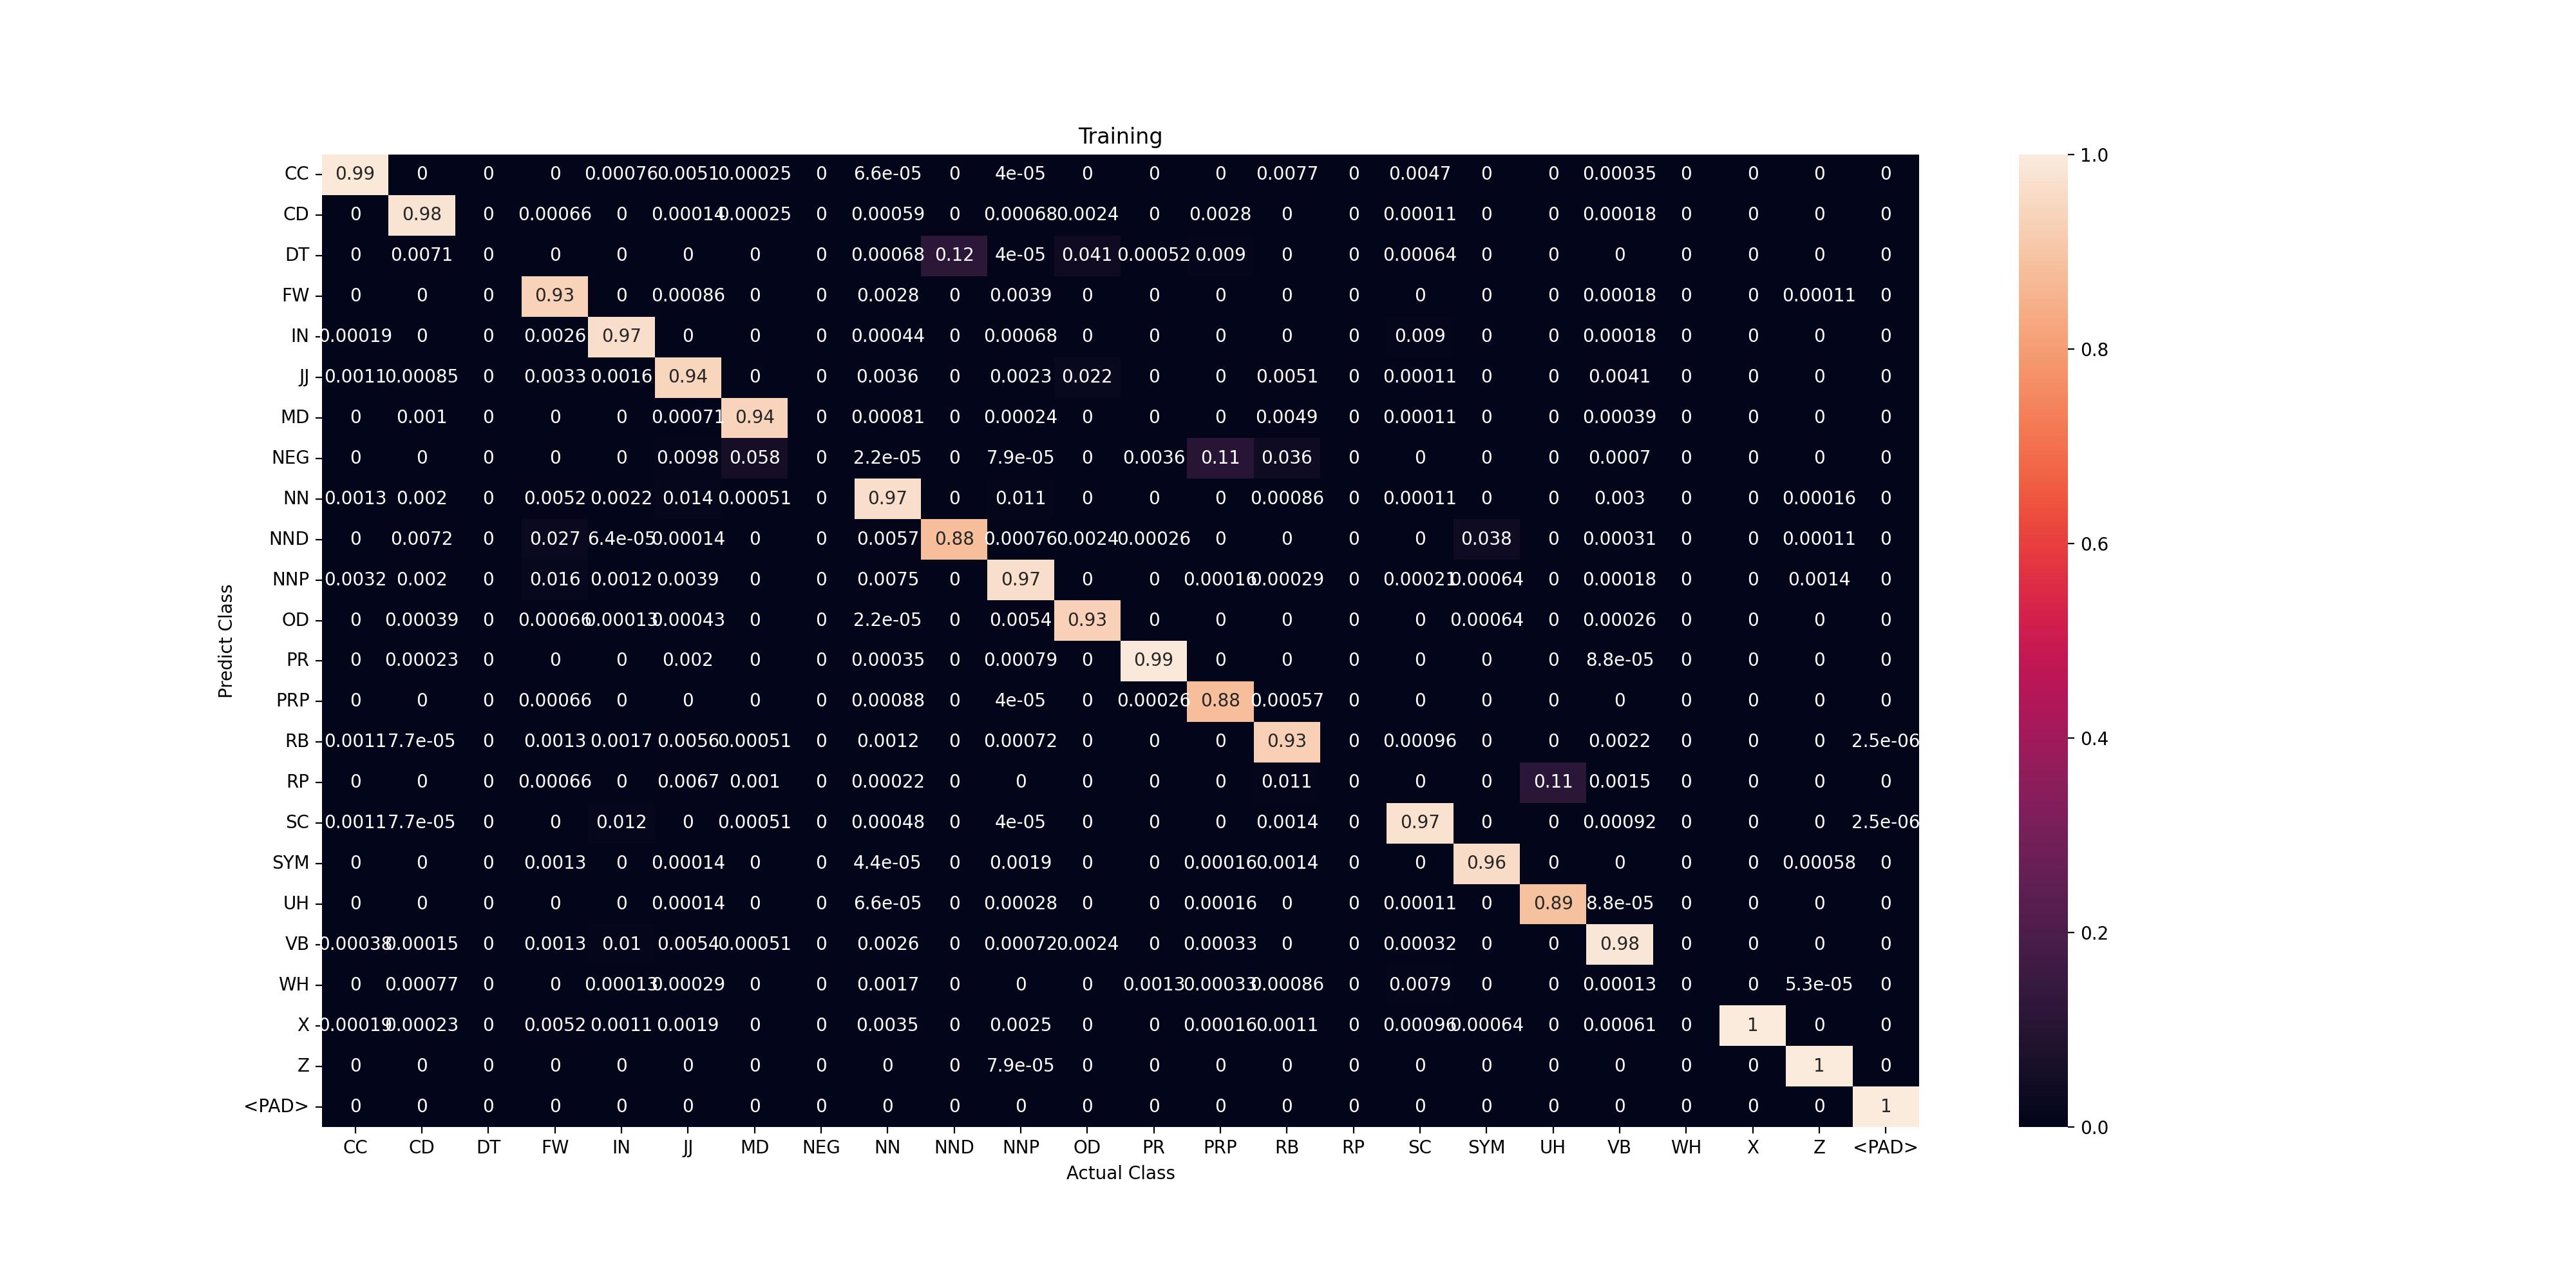 Training
CC 0.99 0 0 0 0.00076 0.0051 0.00025 0 6.6e-05 0 4e-05 0 0 0 0.0077 0 0.0047 0 0 0.00035 0 0 0 0 1.0
CD 0 0.98 0 0.00066 0 0.00014 0.00025 0 0.00059 0 0.00068 0.0024 0 0.0028 0 0 0.00011 0 0 0.00018 0 0 0 0
DT 0 0.0071 0 0 0 0 0 0 0.00068 0.12 4e-05 0.041 0.00052 0.009 0 0 0.00064 0 0 0 0 0 0 0
FW 0 0 0 0.93 0 0.00086 0 0 0.0028 0 0.0039 0 0 0 0 0 0 0 0 0.00018 0 0 0.00011 0
IN 0.00019 0 0 0.0026 0.97 0 0 0 0.00044 0 0.00068 0 0 0 0 0 0.009 0 0 0.00018 0 0 0 0
0.8
JJ 0.0011 0.00085 0 0.0033 0.0016 0.94 0 0 0.0036 0 0.0023 0.022 0 0 0.0051 0 0.00011 0 0 0.0041 0 0 0 0
MD 0 0.001 0 0 0 0.00071 0.94 0 0.00081 0 0.00024 0 0 0 0.0049 0 0.00011 0 0 0.00039 0 0 0 0
NEG 0 0 0 0 0 0.0098 0.058 0 2.2e-05 0 7.9e-05 0 0.0036 0.11 0.036 0 0 0 0 0.0007 0 0 0 0
NN 0.0013 0.002 0 0.0052 0.0022 0.014 0.00051 0 0.97 0 0.011 0 0 0 0.00086 0 0.00011 0 0 0.003 0 0 0.00016 0
NND 0 0.0072 0 0.027 6.4e-05 0.00014 0 0 0.0057 0.88 0.00076 0.0024 0.00026 0 0 0 0 0.038 0 0.00031 0 0 0.00011 0
0.6
NNP 0.0032 0.002 0 0.016 0.0012 0.0039 0 0 0.0075 0 0.97 0 0 0.00016 0.00029 0 0.00021 0.00064 0 0.00018 0 0 0.0014 0
OD 0 0.00039 0 0.00066 0.00013 0.00043 0 0 2.2e-05 0 0.0054 0.93 0 0 0 0 0 0.00064 0 0.00026 0 0 0 0
Predict Class
PR 0 0.00023 0 0 0 0.002 0 0 0.00035 0 0.00079 0 0.99 0 0 0 0 0 0 8.8e-05 0 0 0 0
PRP 0 0 0 0.00066 0 0 0 0 0.00088 0 4e-05 0 0.00026 0.88 0.00057 0 0 0 0 0 0 0 0 0
RB 0.0011 7.7e-05 0 0.0013 0.0017 0.0056 0.00051 0 0.0012 0 0.00072 0 0 0 0.93 0 0.00096 0 0 0.0022 0 0 0 2.5e-06
0.4
RP 0 0 0 0.00066 0 0.0067 0.001 0 0.00022 0 0 0 0 0 0.011 0 0 0 0.11 0.0015 0 0 0 0
SC 0.0011 7.7e-05 0 0 0.012 0 0.00051 0 0.00048 0 4e-05 0 0 0 0.0014 0 0.97 0 0 0.00092 0 0 0 2.5e-06
SYM 0 0 0 0.0013 0 0.00014 0 0 4.4e-05 0 0.0019 0 0 0.00016 0.0014 0 0 0.96 0 0 0 0 0.00058 0
UH 0 0 0 0 0 0.00014 0 0 6.6e-05 0 0.00028 0 0 0.00016 0 0 0.00011 0 0.89 8.8e-05 0 0 0 0
0.2
VB 0.00038 0.00015 0 0.0013 0.01 0.0054 0.00051 0 0.0026 0 0.00072 0.0024 0 0.00033 0 0 0.00032 0 0 0.98 0 0 0 0
WH 0 0.00077 0 0 0.00013 0.00029 0 0 0.0017 0 0 0 0.0013 0.00033 0.00086 0 0.0079 0 0 0.00013 0 0 5.3e-05 0
X 0.00019 0.00023 0 0.0052 0.0011 0.0019 0 0 0.0035 0 0.0025 0 0 0.00016 0.0011 0 0.00096 0.00064 0 0.00061 0 1 0 0
Z 0 0 0 0 0 0 0 0 0 0 7.9e-05 0 0 0 0 0 0 0 0 0 0 0 1 0
<PAD> 0 0 0 0 0 0 0 0 0 0 0 0 0 0 0 0 0 0 0 0 0 0 0 1
0.0
CC CD DT FW IN JJ MD NEG NN NND NNP OD PR PRP RB RP SC SYM UH VB WH X Z <PAD>
Actual Class